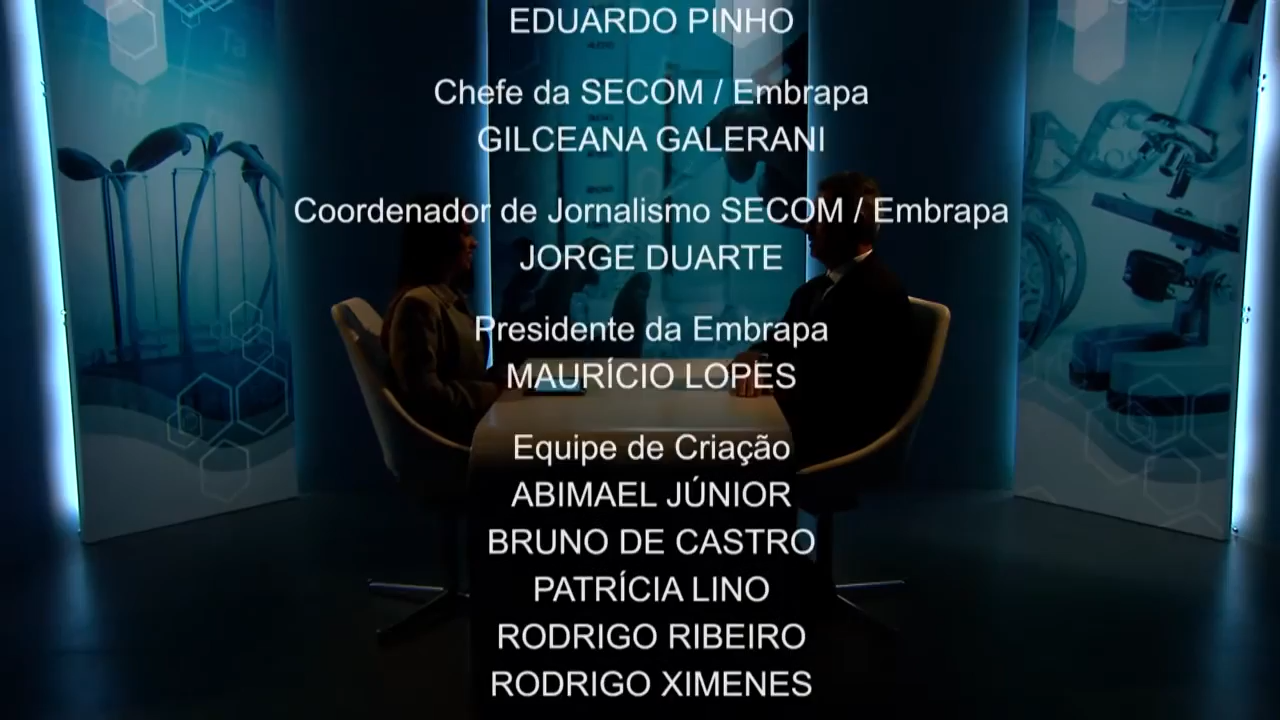 EDUARDO PINHO
Chefe da SECOM / Embrapa
GILCEANA GALERANI
Coordenador de Jornalismo SECOM / Embrapa
JORGE DUARTE
Presidente da Embrapa
MAURÍCIO LOPES
Equipe de Criação
ABIMAEL JÚNIOR
BRUNO DE CASTRO
PATRÍCIA LINO
RODRIGO RIBEIRO
RODRIGO XIMENES